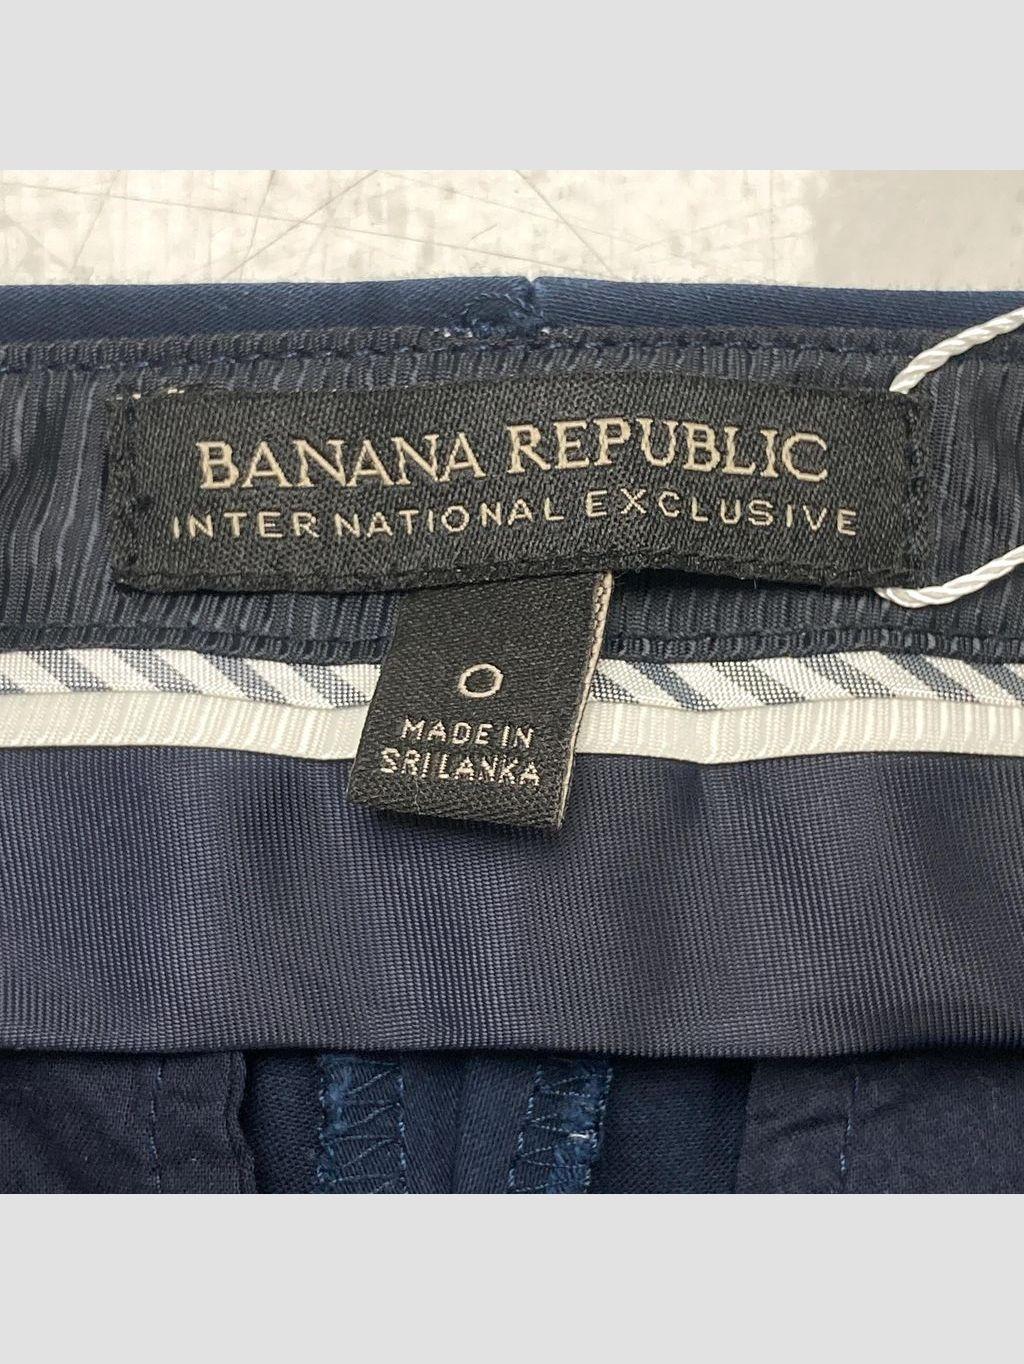 BANANA REPUBLIC
INTERNATIONAL EXCLUSIVE
0
MADE IN
SRI LANKA